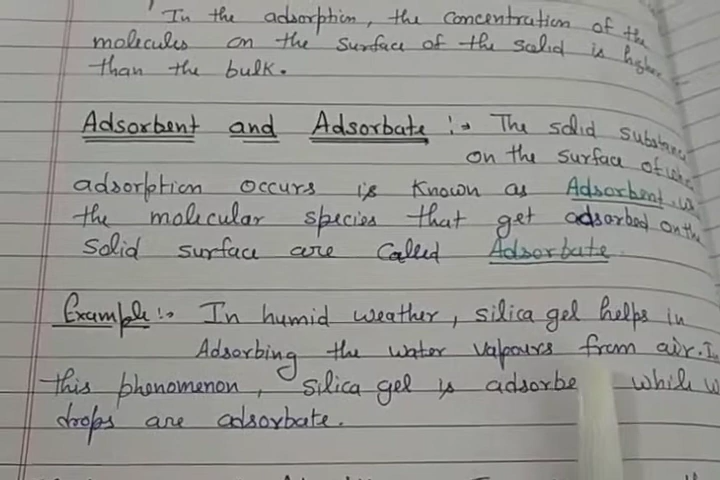 In the adsorption, the concentration of the
molecules on the surface of the solid is higher
than the bulk.
Adsorbent and Adsorbate :→ The solid substance
on the surface of
adsorption occurs is known as Adsorbent,
the molecular species that get adsorbed on the
solid surface are called Adsorbate.
Example :→ In humid weather, silica gel helps in
Adsorbing the water vapours from air. In
this phenomenon, silica gel is adsorbe while w
drops are adsorbate.